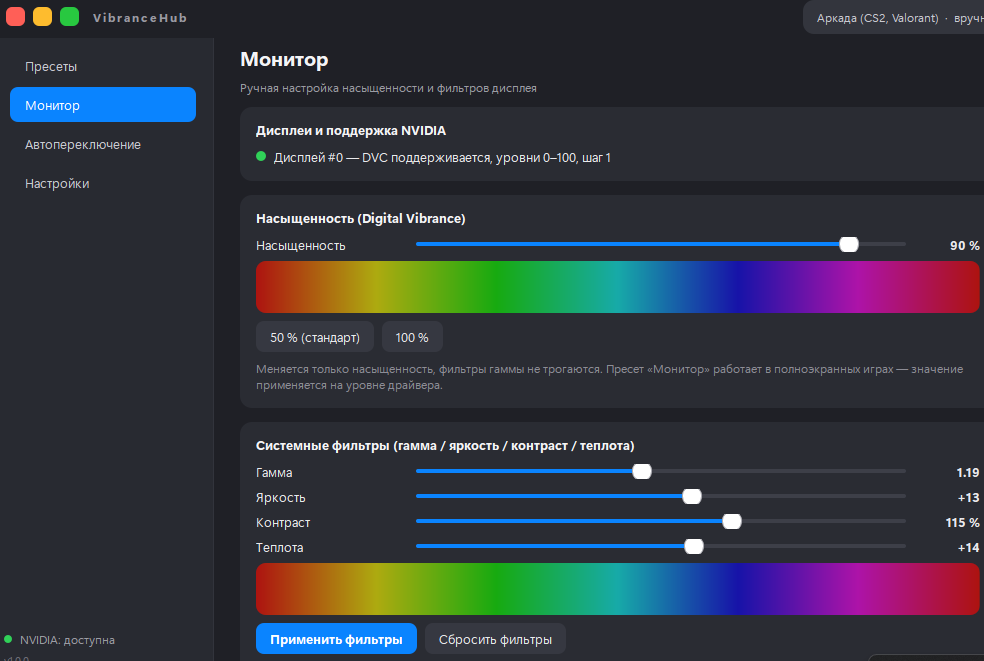 VibranceHub
Аркада (CS2, Valorant) ·
Пресеты
Монитор
Автопереключение
Настройки
Монитор
Ручная настройка насыщенности и фильтров дисплея
Дисплеи и поддержка NVIDIA
Дисплей #0 — DVC поддерживается, уровни 0–100, шаг 1
Насыщенность (Digital Vibrance)
Насыщенность 90 %
50 % (стандарт) 100 %
Меняется только насыщенность, фильтры гаммы не трогаются. Пресет «Монитор» работает в полноэкранных играх — значение
применяется на уровне драйвера.
Системные фильтры (гамма / яркость / контраст / теплота)
Гамма 1.19
Яркость +13
Контраст 115 %
Теплота +14
Применить фильтры Сбросить фильтры
NVIDIA: доступна